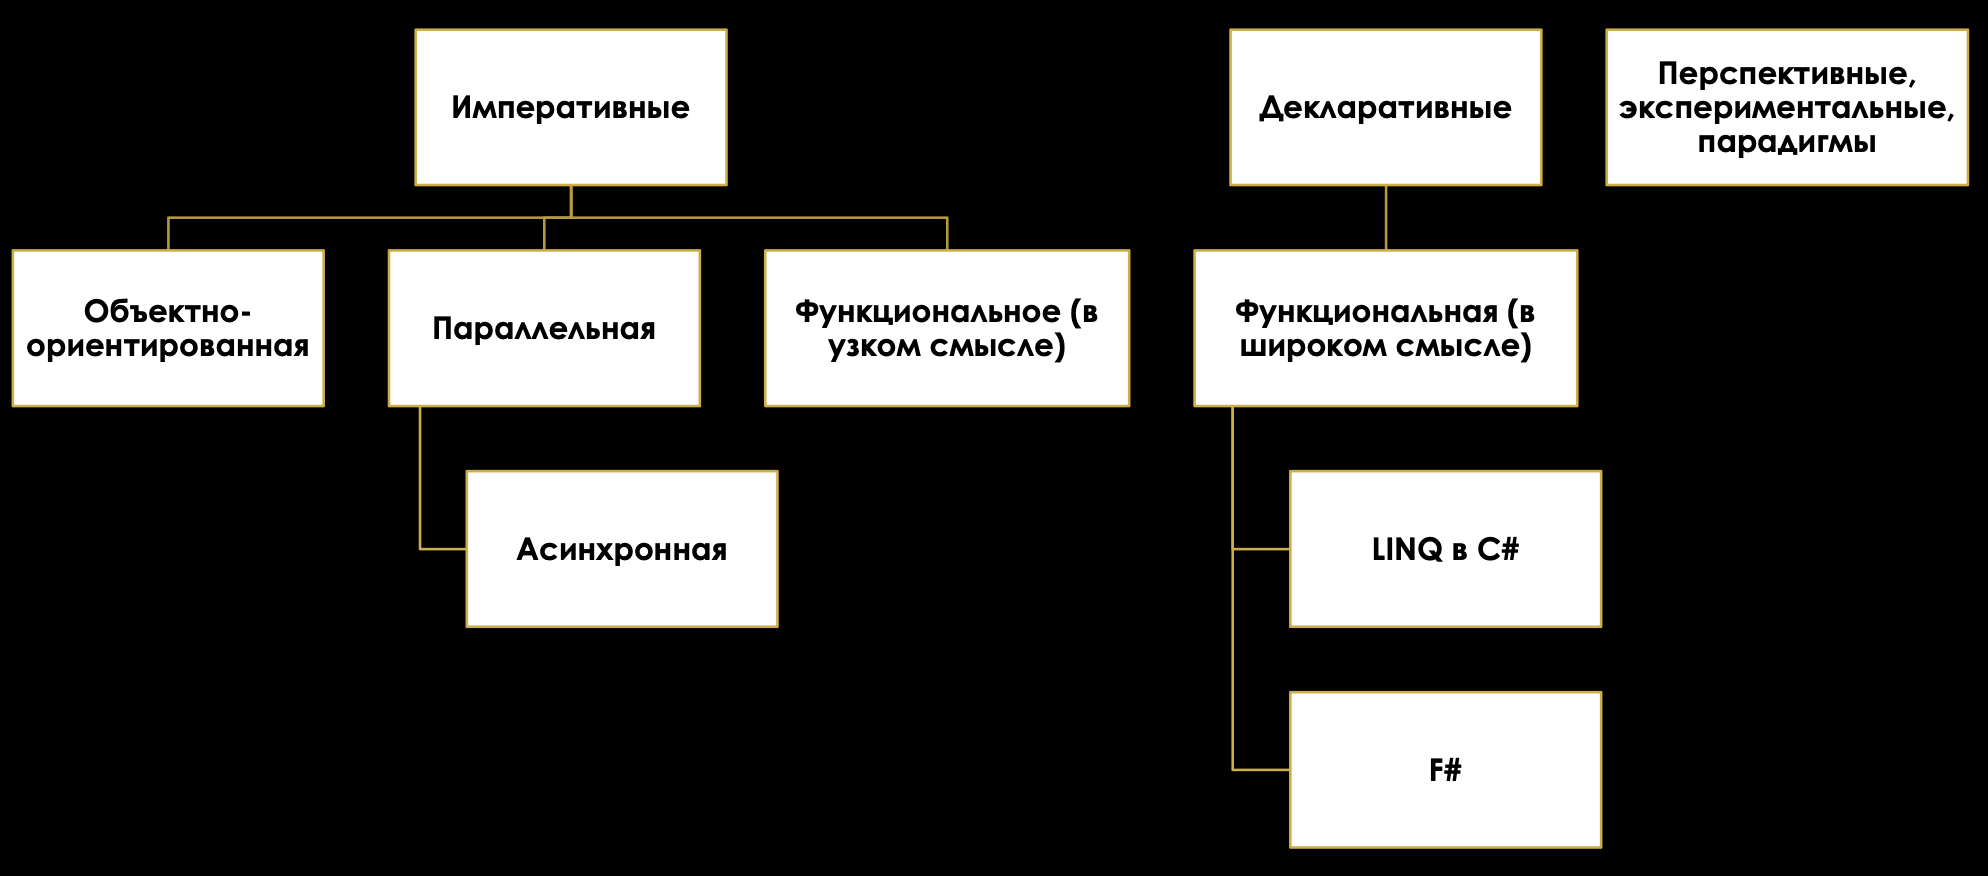 Императивные
Декларативные
Перспективные,
экспериментальные,
парадигмы
Объектно-
ориентированная
Параллельная
Функциональное (в
узком смысле)
Функциональная (в
широком смысле)
Асинхронная
LINQ в C#
F#